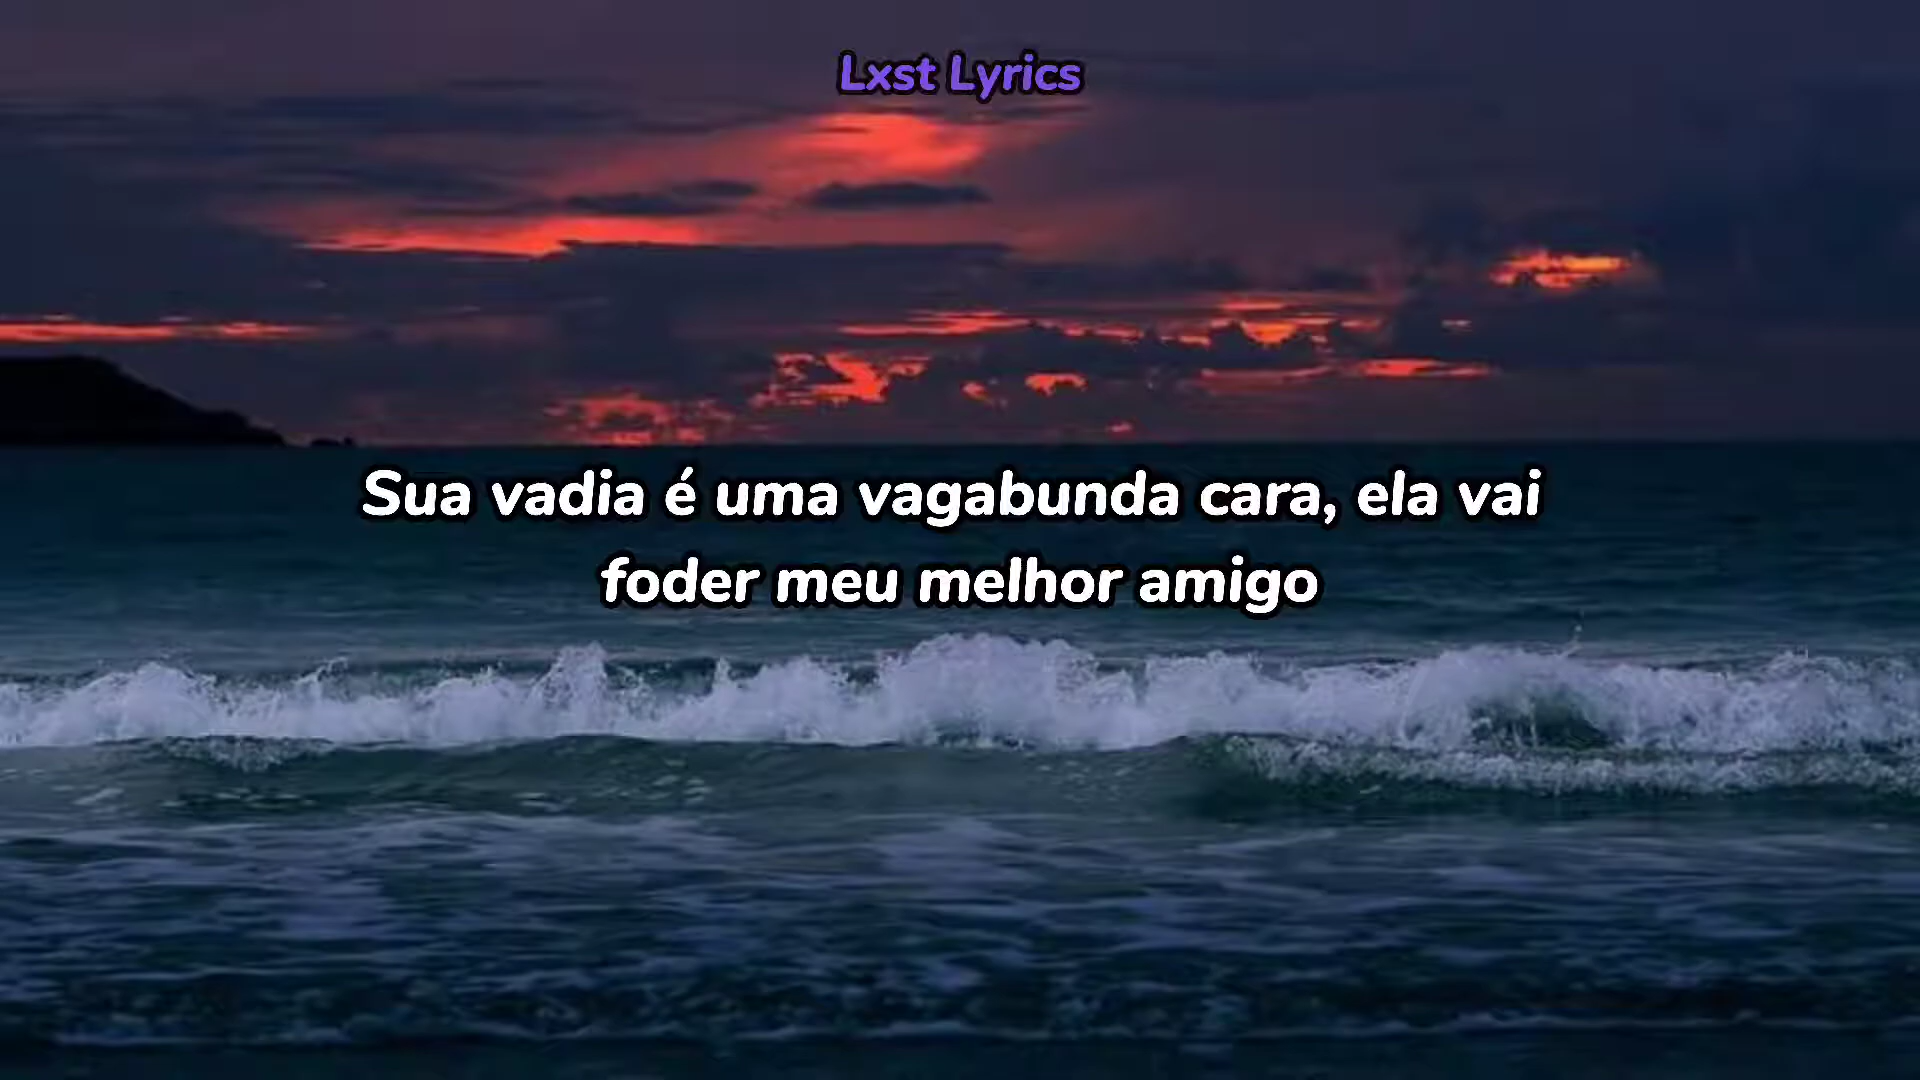 Lxst Lyrics
Sua vadia é uma vagabunda cara, ela vai
foder meu melhor amigo